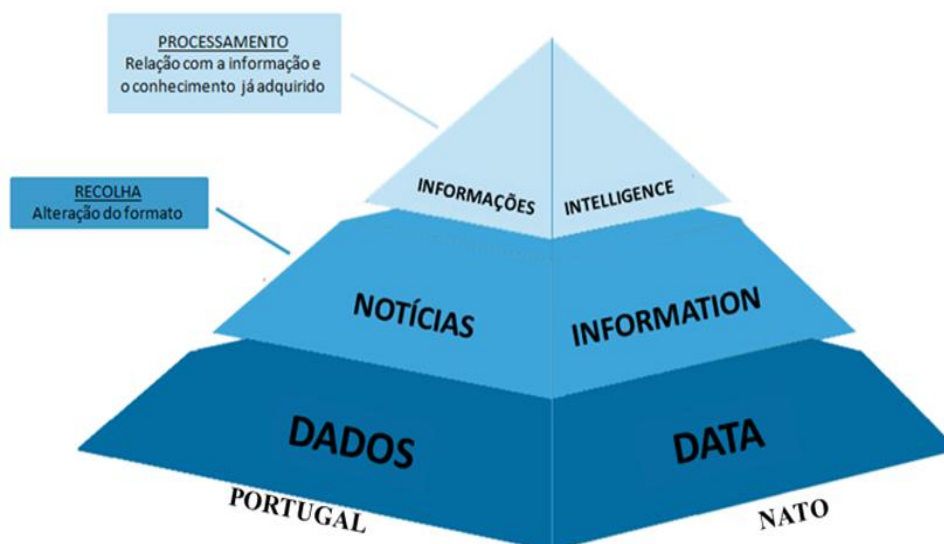 PROCESSAMENTO
Relação com a informação e
o conhecimento já adquirido
RECOLHA
Alteração do formato
INFORMAÇÕES
INTELLIGENCE
NOTÍCIAS
INFORMATION
DADOS
DATA
PORTUGAL
NATO